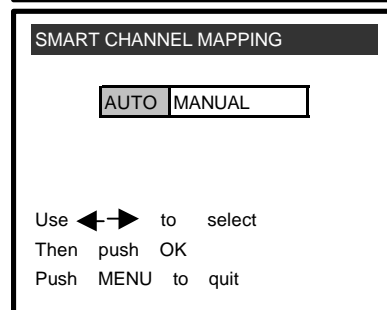 SMART CHANNEL MAPPING
AUTO MANUAL
Use ◀-▶ to select
Then push OK
Push MENU to quit